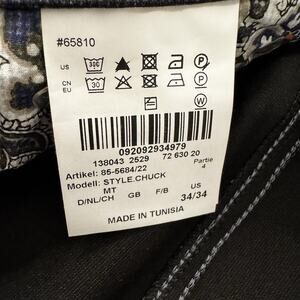 #65810
US
CN
EU
30
P
P
092092934979
138043 2529 72 630 20
Artikel: 85-5684/22 Partie
Modell: STYLE.CHUCK 4
MT US
D/NL/CH GB F/B 34/34
MADE IN TUNISIA